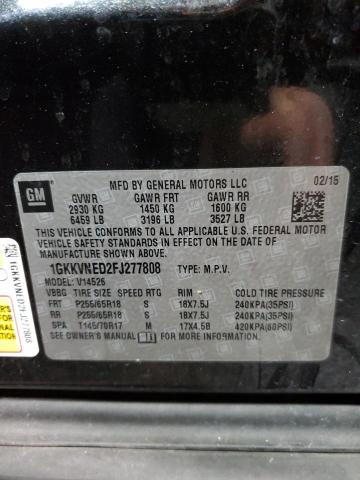 GM
MFD BY GENERAL MOTORS LLC 02/15
GVWR GAWR FRT GAWR RR
2930 KG 1450 KG 1600 KG
6459 LB 3196 LB 3527 LB
THIS VEHICLE CONFORMS TO ALL APPLICABLE U.S. FEDERAL MOTOR
VEHICLE SAFETY STANDARDS IN EFFECT ON THE DATE OF
MANUFACTURE SHOWN ABOVE.
1GKKVNED2FJ277808 TYPE: M.P.V.
MODEL: V14526
VBBG TIRE SIZE SPEED RTG RIM COLD TIRE PRESSURE
FRT P255/65R18 S 18X7.5J 240KPA(35PSI)
RR P255/65R18 S 18X7.5J 240KPA(35PSI)
SPA T145/70R17 M 17X4.5B 420KPA(60PSI)
SEE OWNER'S MANUAL FOR MORE INFORMATION
1GKKVNED2FJ277808